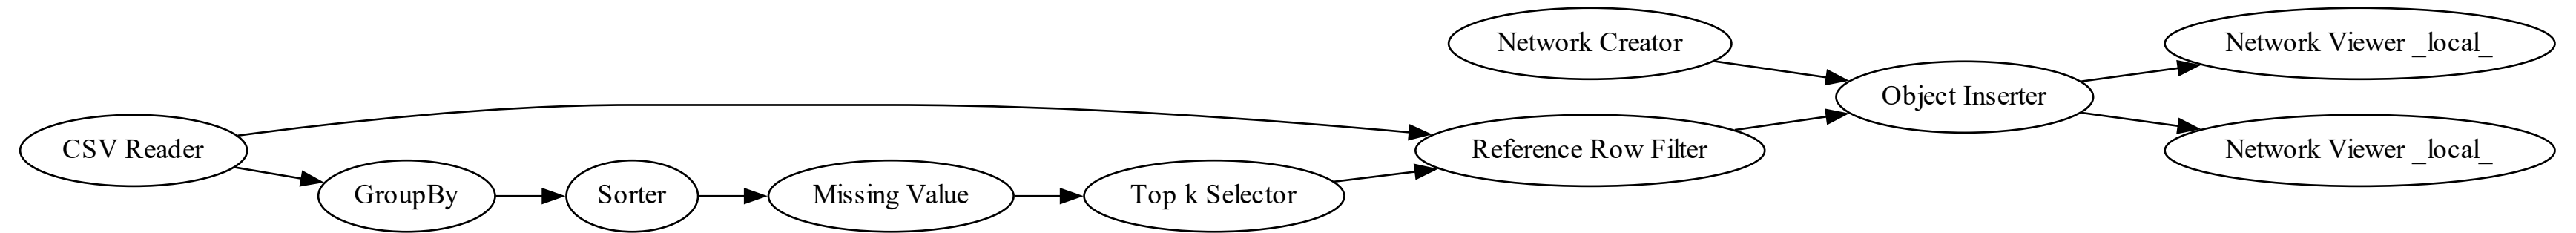 Network Creator
Network Viewer _local_
Object Inserter
CSV Reader
Reference Row Filter
Network Viewer _local_
GroupBy
Sorter
Missing Value
Top k Selector